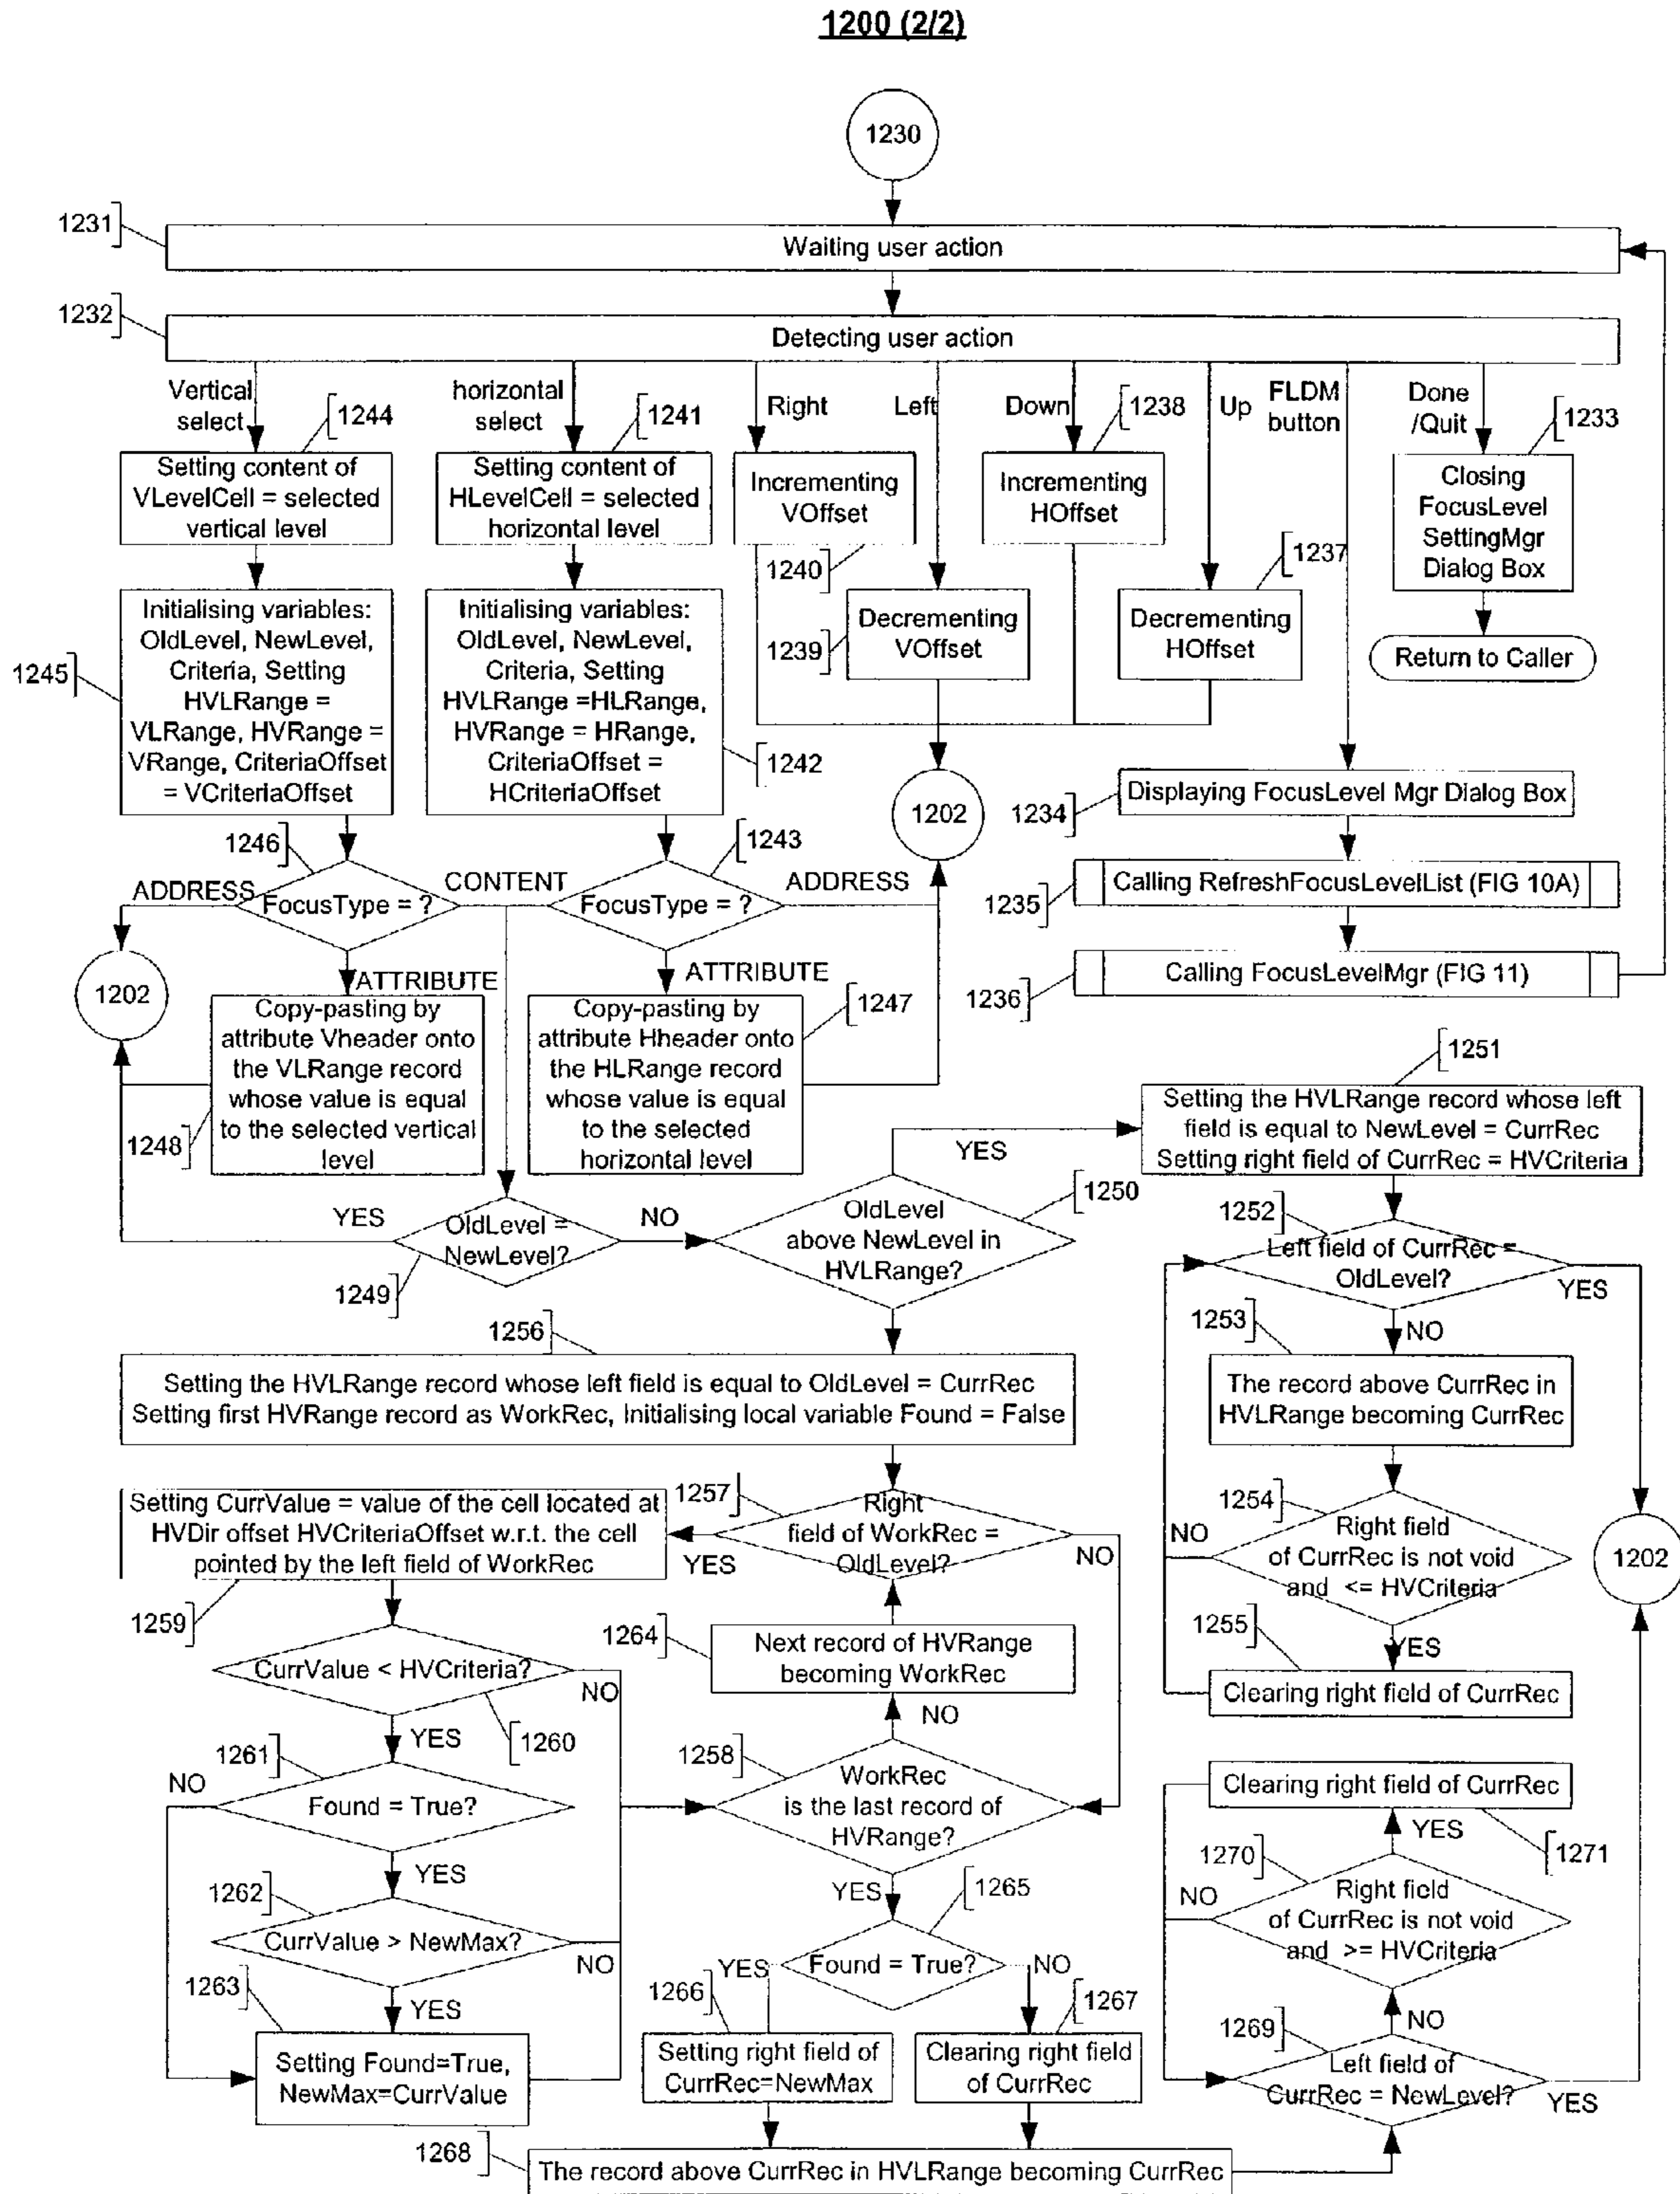 1200 (2/2)
1230
1231
Waiting user action
1232
Detecting user action
Vertical
select
1244
horizontal
select
1241
Right
Left
Down
1238
Up
FLDM
button
Done
/Quit
1233
Setting content of
VLevelCell = selected
vertical level
Setting content of
HLevelCell = selected
horizontal level
Incrementing
VOffset
1240
Incrementing
HOffset
1237
Closing
FocusLevel
SettingMgr
Dialog Box
1245
Initialising variables:
OldLevel, NewLevel,
Criteria, Setting
HVLRange =
VLRange, HVRange =
VRange, CriteriaOffset
= VCriteriaOffset
Initialising variables:
OldLevel, NewLevel,
Criteria, Setting
HVLRange =HLRange,
HVRange = HRange,
CriteriaOffset =
HCriteriaOffset
1242
1239
Decrementing
VOffset
Decrementing
HOffset
Return to Caller
1202
1234
Displaying FocusLevel Mgr Dialog Box
1246
1243
ADDRESS
FocusType = ?
CONTENT
FocusType = ?
ADDRESS
1235
Calling RefreshFocusLevelList (FIG 10A)
1202
ATTRIBUTE
ATTRIBUTE
1236
Calling FocusLevelMgr (FIG 11)
1248
Copy-pasting by
attribute Vheader onto
the VLRange record
whose value is equal
to the selected vertical
level
Copy-pasting by
attribute Hheader onto
the HLRange record
whose value is equal
to the selected
horizontal level
1247
1251
Setting the HVLRange record whose left
field is equal to NewLevel = CurrRec
Setting right field of CurrRec = HVCriteria
YES
YES
OldLevel =
NewLevel?
NO
1249
OldLevel
above NewLevel in
HVLRange?
1250
1252
Left field of CurrRec =
OldLevel?
YES
NO
1253
The record above CurrRec in
HVLRange becoming CurrRec
1256
Setting the HVLRange record whose left field is equal to OldLevel = CurrRec
Setting first HVRange record as WorkRec, Initialising local variable Found = False
1254
NO
Right field
of CurrRec is not void
and <= HVCriteria
1202
Setting CurrValue = value of the cell located at
HVDir offset HVCriteriaOffset w.r.t. the cell
pointed by the left field of WorkRec
1257
Right
field of WorkRec =
OldLevel?
YES
NO
1259
1264
Next record of HVRange
becoming WorkRec
1255
YES
Clearing right field of CurrRec
CurrValue < HVCriteria?
NO
YES
1260
NO
1261
NO
Found = True?
YES
1258
WorkRec
is the last record of
HVRange?
Clearing right field of CurrRec
YES
1271
1262
CurrValue > NewMax?
NO
YES
YES
1265
1270
NO
Right field
of CurrRec is not void
and >= HVCriteria
1263
Setting Found=True,
NewMax=CurrValue
YES
Found = True?
NO
1266
Setting right field of
CurrRec=NewMax
1267
Clearing right field
of CurrRec
NO
1269
Left field of
CurrRec = NewLevel?
YES
1268
The record above CurrRec in HVLRange becoming CurrRec